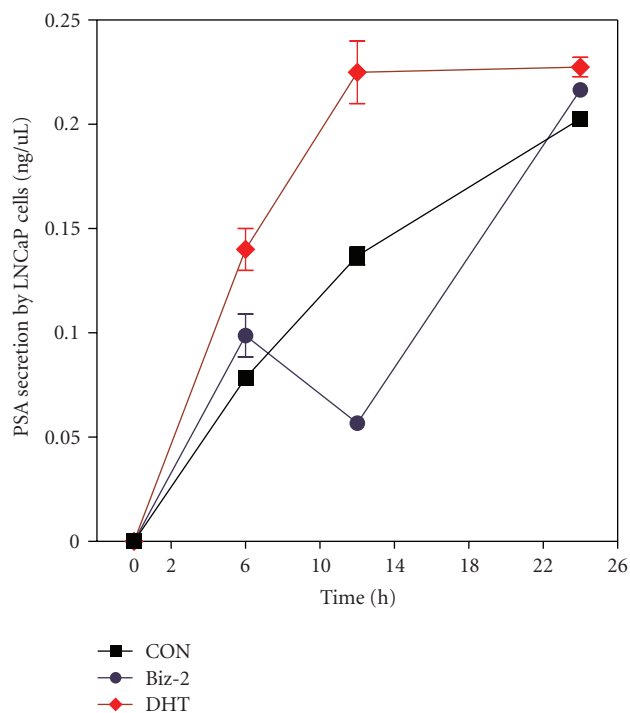 0.25
0.2
0.15
0.1
0.05
0
PSA secretion by LNCaP cells (ng/uL)
0 2 6 10 14 18 22 26
Time (h)
CON
Biz-2
DHT